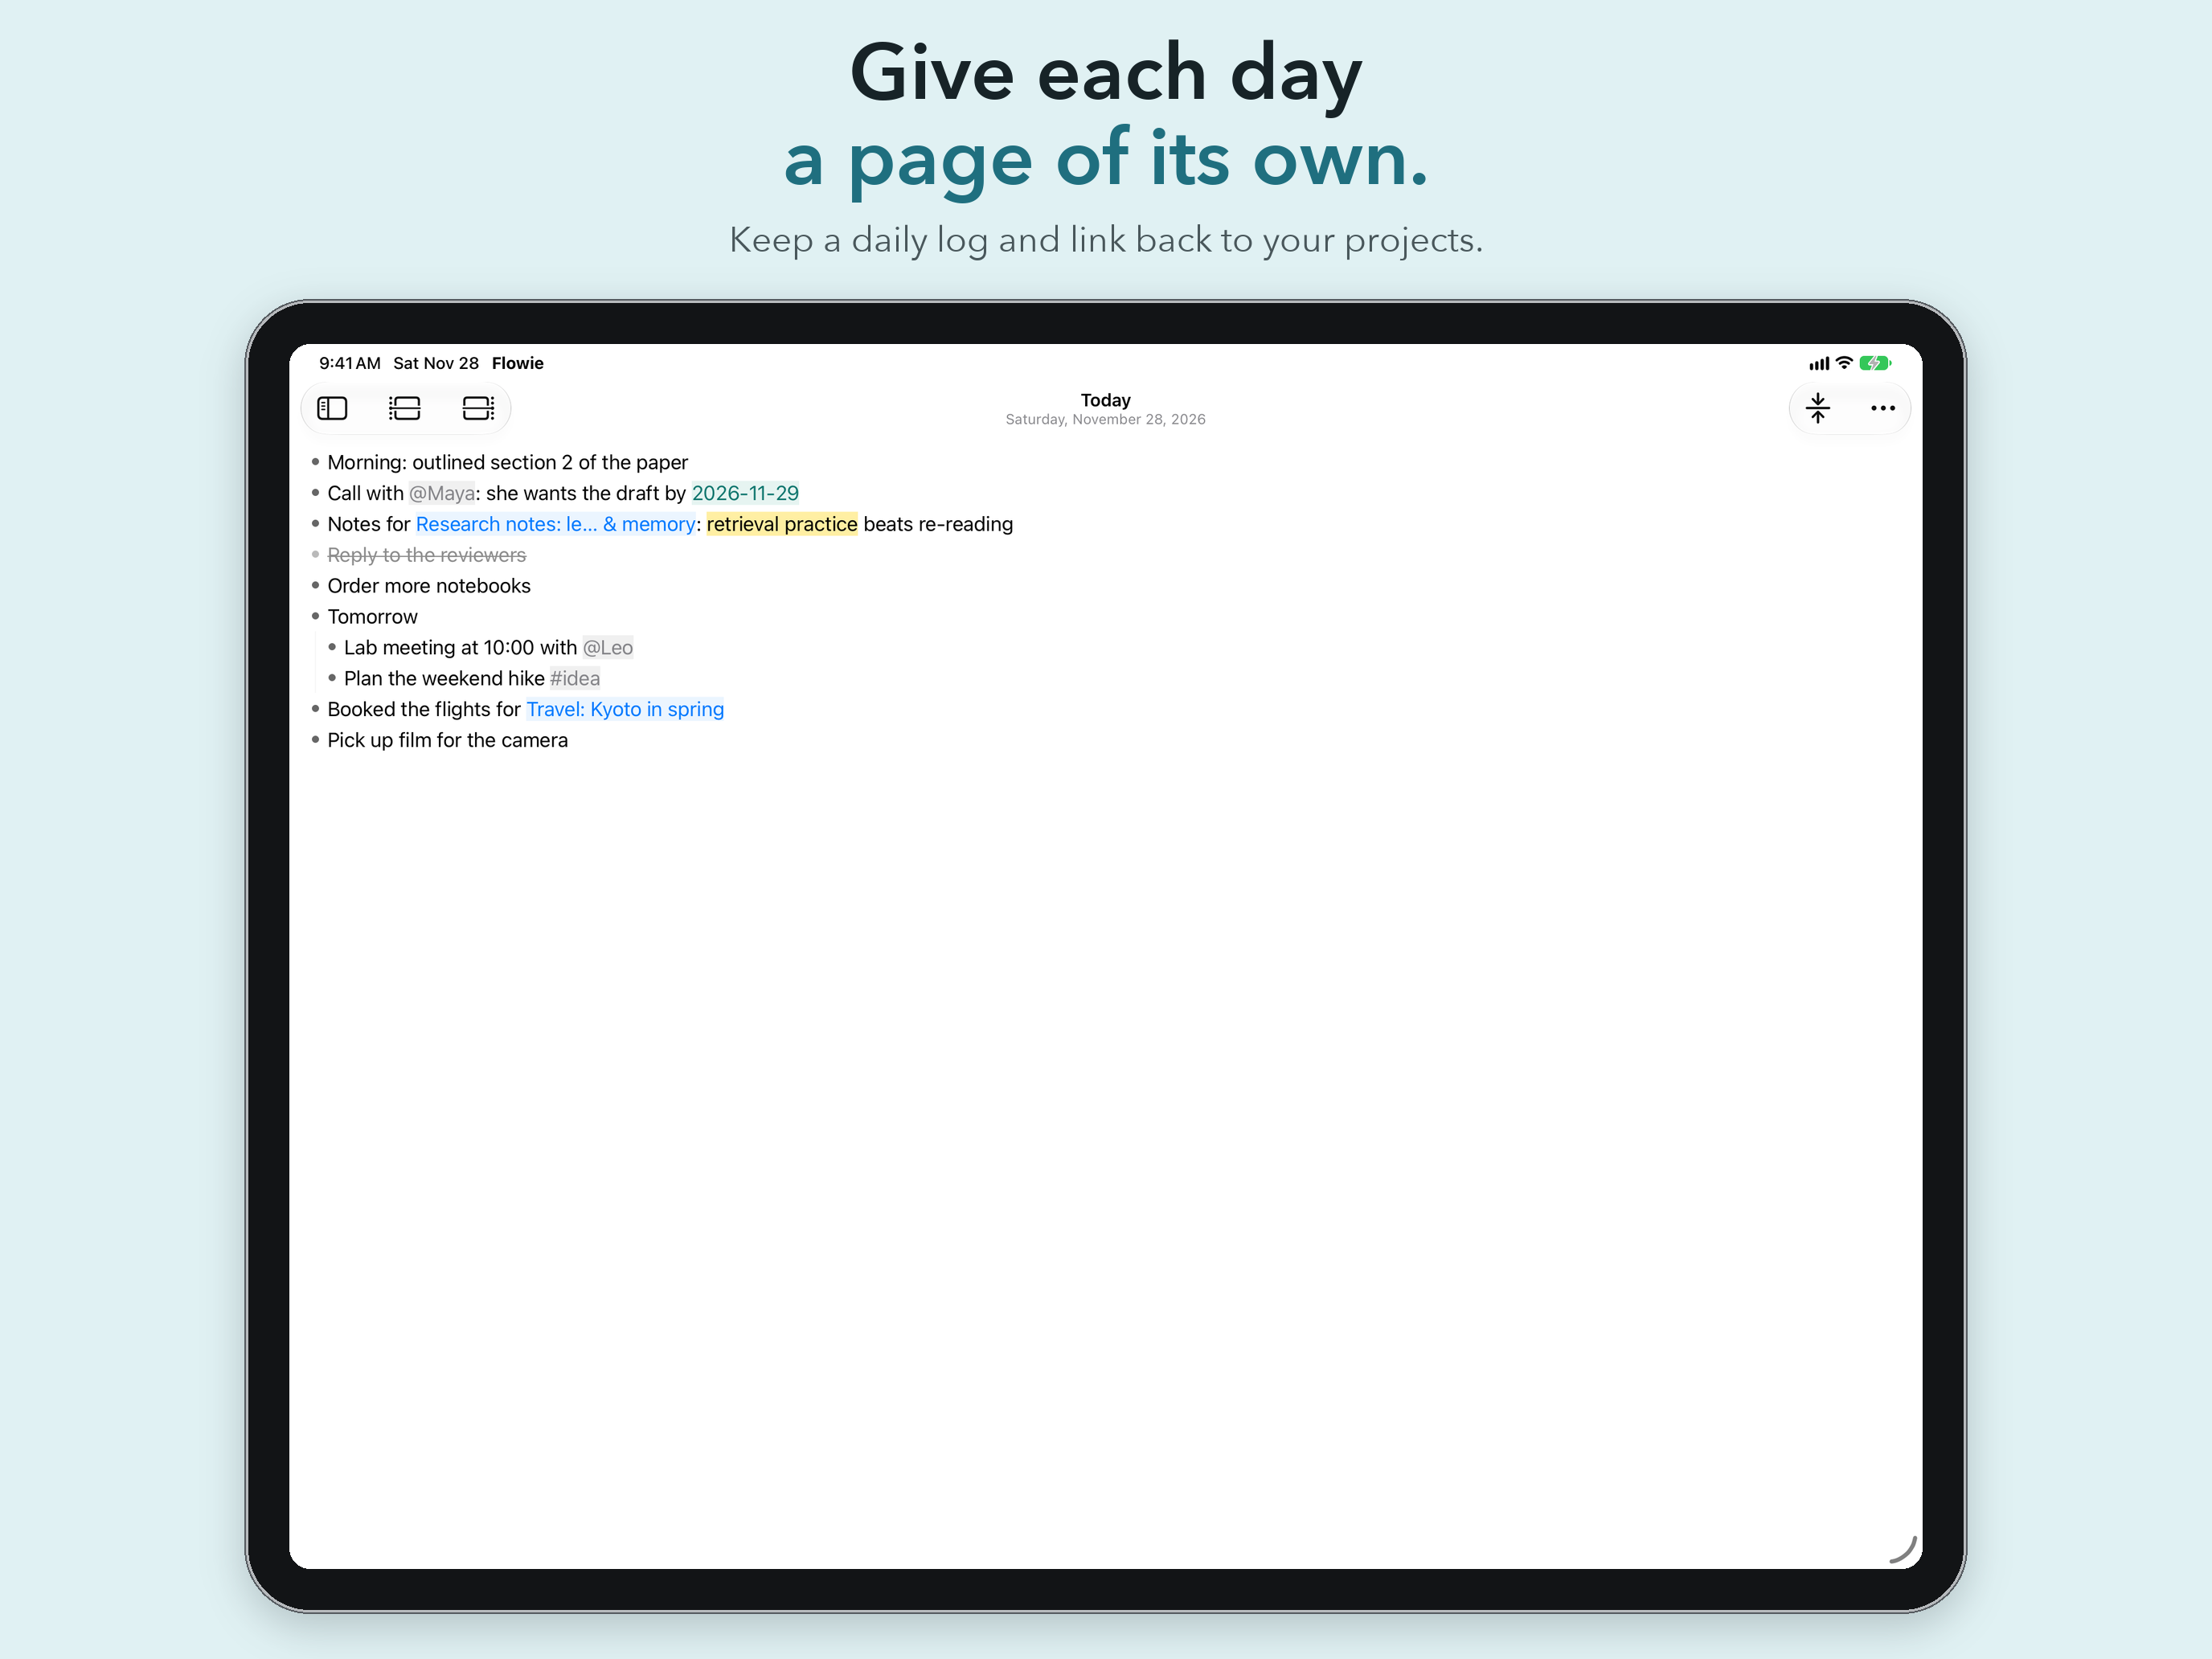 Give each day
a page of its own.
Keep a daily log and link back to your projects.
9:41 AM Sat Nov 28 Flowie
Today
Saturday, November 28, 2026
• Morning: outlined section 2 of the paper
• Call with @Maya: she wants the draft by 2026-11-29
• Notes for Research notes: le... & memory: retrieval practice beats re-reading
• Reply to the reviewers
• Order more notebooks
• Tomorrow
• Lab meeting at 10:00 with @Leo
• Plan the weekend hike #idea
• Booked the flights for Travel: Kyoto in spring
• Pick up film for the camera